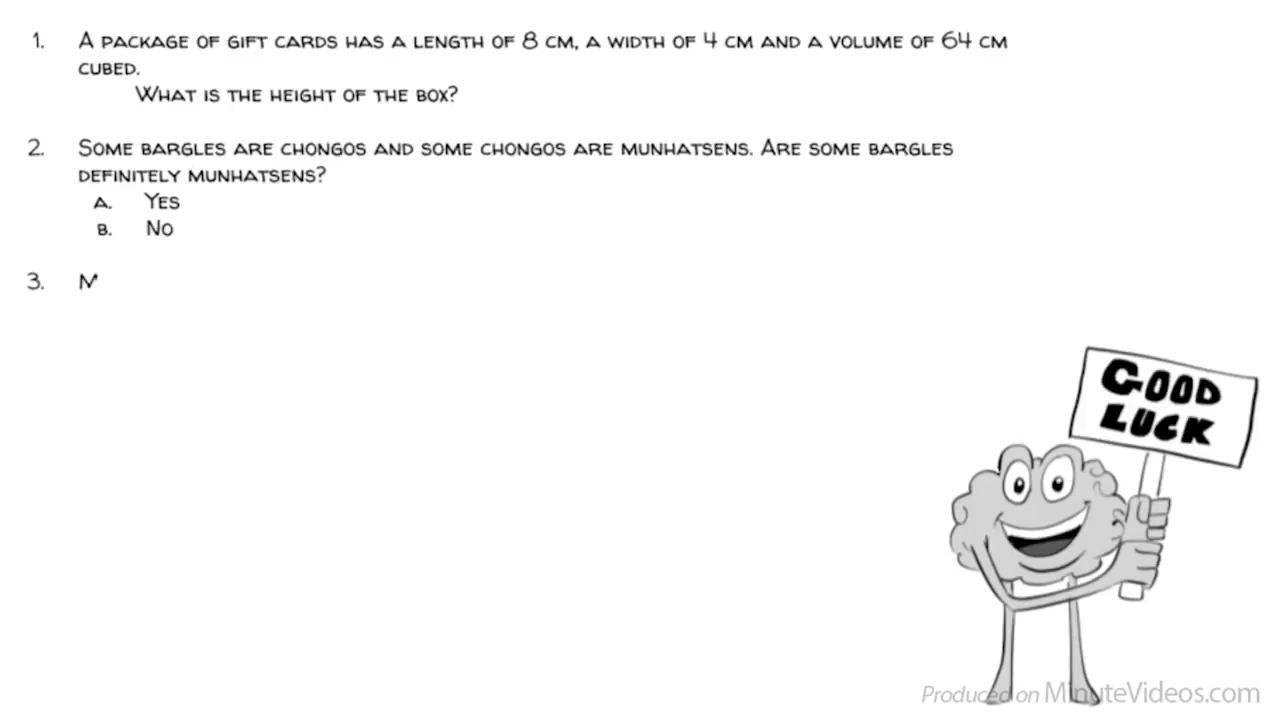 1. A package of gift cards has a length of 8 cm, a width of 4 cm and a volume of 64 cm
cubed.
What is the height of the box?
2. Some bargles are chongos and some chongos are munhatsens. Are some bargles
definitely munhatsens?
A. Yes
B. No
3.
GOOD
LUCK
Produced on MinuteVideos.com